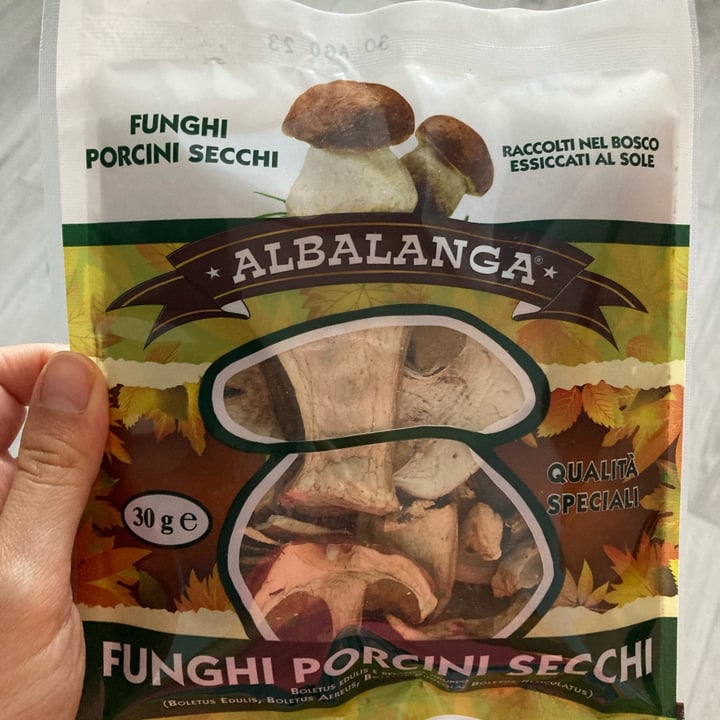 30 AGO 23
FUNGHI
PORCINI SECCHI
RACCOLTI NEL BOSCO
ESSICCATI AL SOLE
ALBALANGA®
QUALITÀ
SPECIALI
30 g e
FUNGHI PORCINI SECCHI
BOLETUS EDULIS E
(BOLETUS EDULIS, BOLETUS AEREUS, BOLETUS RETICULATUS)